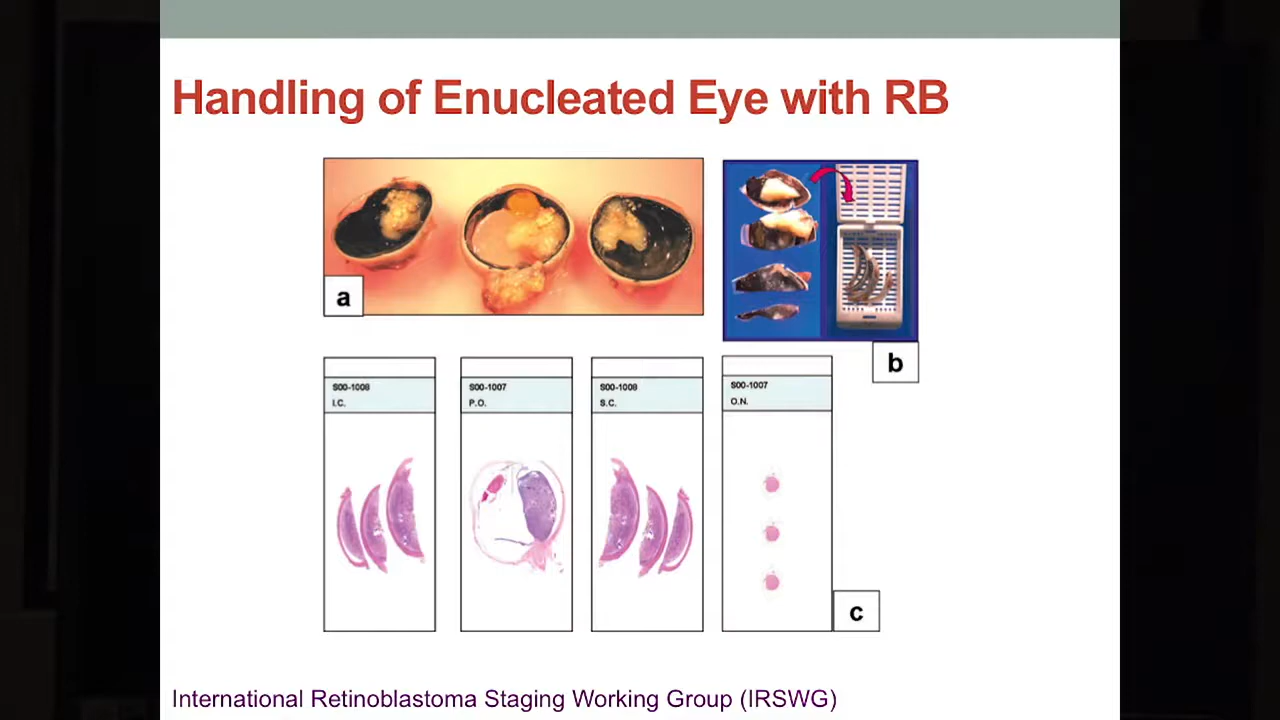 Handling of Enucleated Eye with RB
a
b
S00-1008
I.C.
S00-1007
P.O.
S00-1008
S.C.
S00-1007
O.N.
c
International Retinoblastoma Staging Working Group (IRSWG)